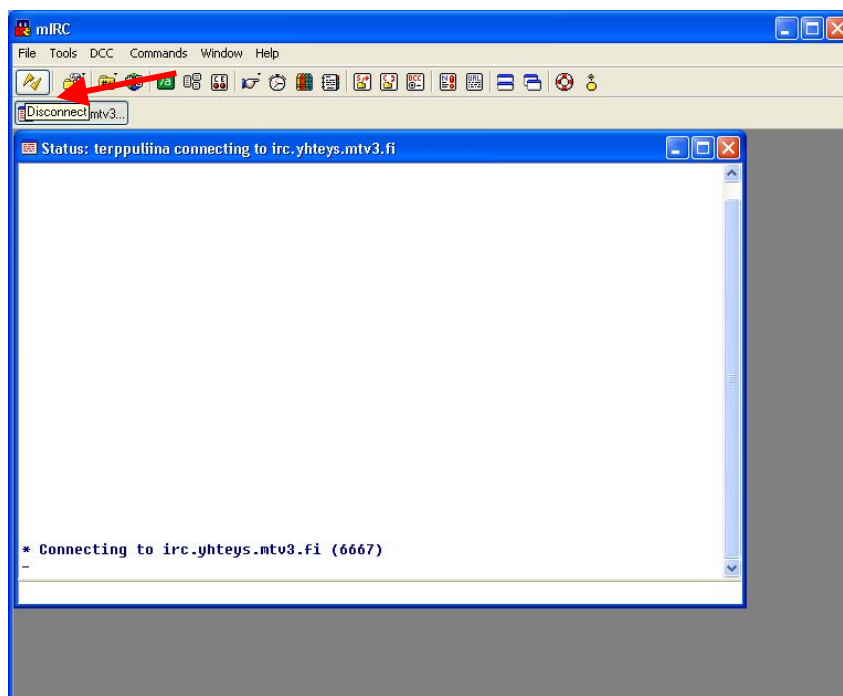 mIRC
File Tools DCC Commands Window Help
Disconnect mtv3...
Status: terppuliina connecting to irc.yhteys.mtv3.fi
* Connecting to irc.yhteys.mtv3.fi (6667)
-